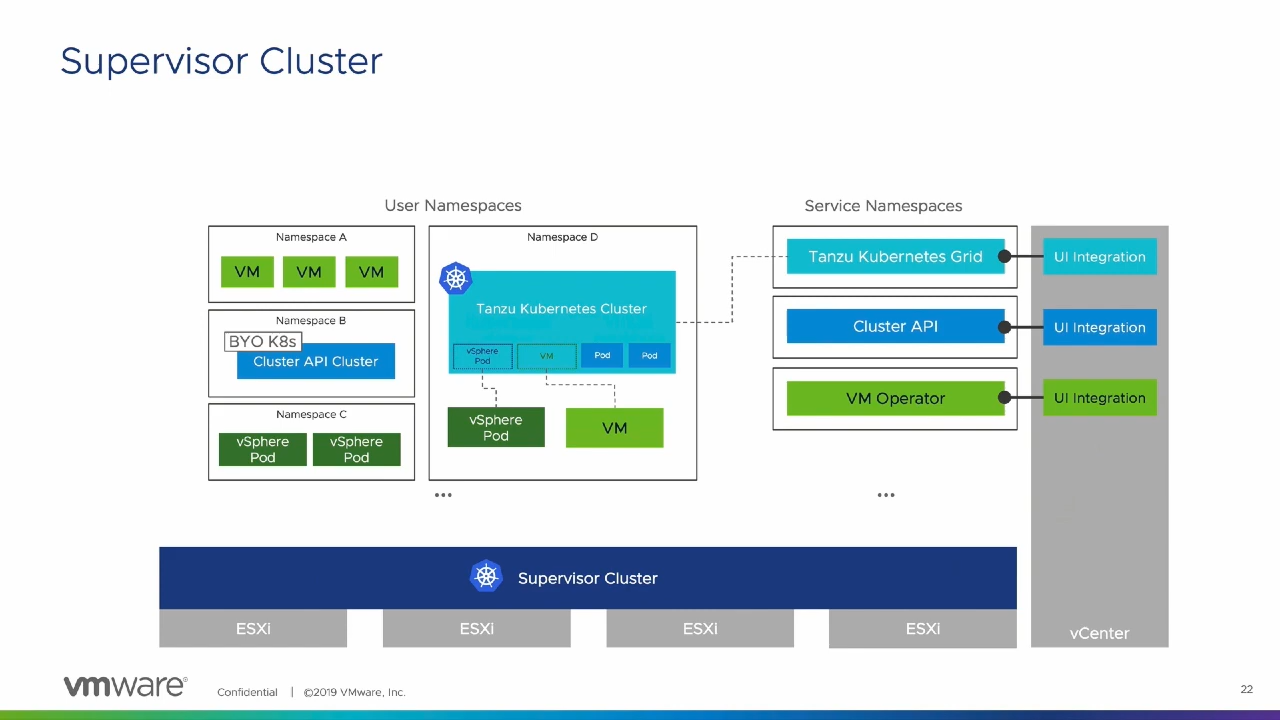 Supervisor Cluster
User Namespaces
Service Namespaces
Namespace A
VM
VM
VM
Namespace B
BYO K8s
Cluster API Cluster
Namespace C
vSphere
Pod
vSphere
Pod
Namespace D
Tanzu Kubernetes Cluster
vSphere
Pod
VM
Pod
Pod
vSphere
Pod
VM
...
Tanzu Kubernetes Grid
UI Integration
Cluster API
UI Integration
VM Operator
UI Integration
...
Supervisor Cluster
ESXi
ESXi
ESXi
ESXi
vCenter
vmware®
Confidential | ©2019 VMware, Inc.
22